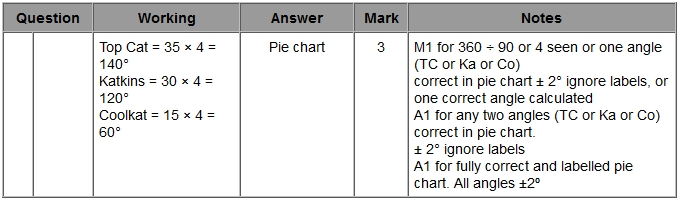 Question Working Answer Mark Notes
Top Cat = 35 × 4 = Pie chart 3 M1 for 360 ÷ 90 or 4 seen or one angle
140° (TC or Ka or Co)
Katkins = 30 × 4 = correct in pie chart ± 2° ignore labels, or
120° one correct angle calculated
Coolkat = 15 × 4 = A1 for any two angles (TC or Ka or Co)
60° correct in pie chart.
± 2° ignore labels
A1 for fully correct and labelled pie
chart. All angles ±2º